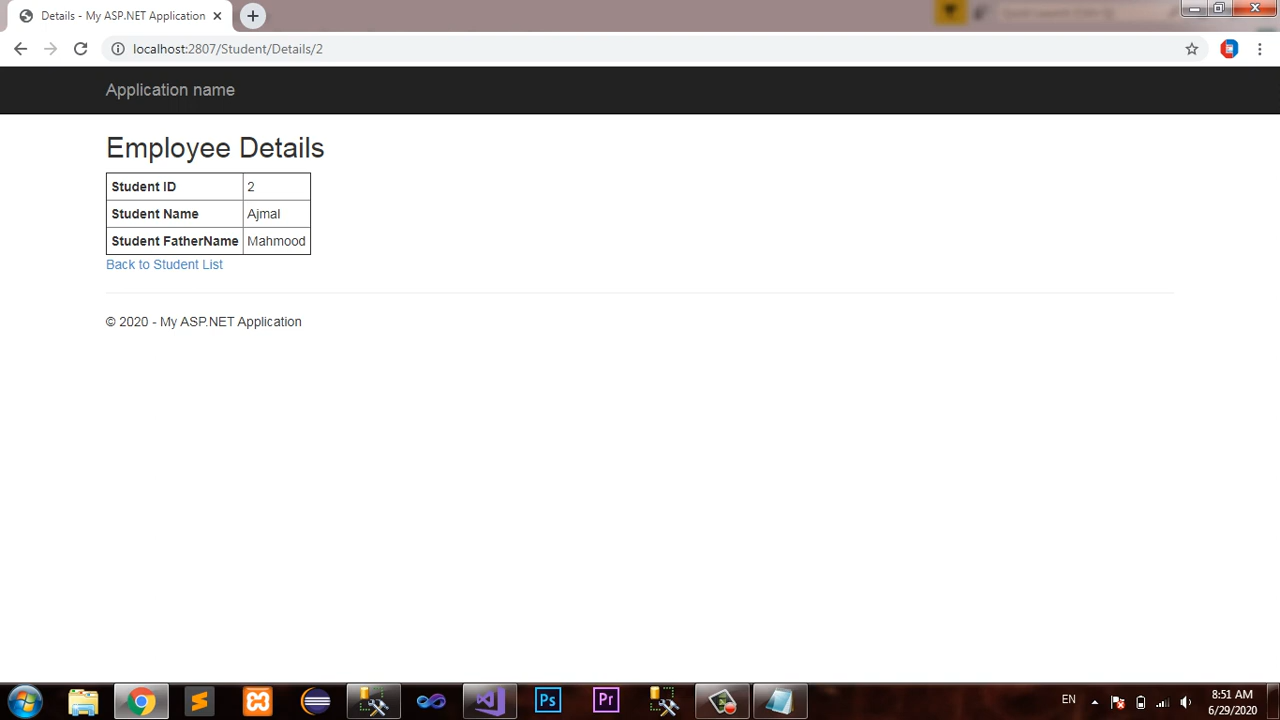 Details - My ASP.NET Application
localhost:2807/Student/Details/2
Application name
Employee Details
Student ID 2
Student Name Ajmal
Student FatherName Mahmood
Back to Student List
© 2020 - My ASP.NET Application
Ps Pr EN 8:51 AM
6/29/2020